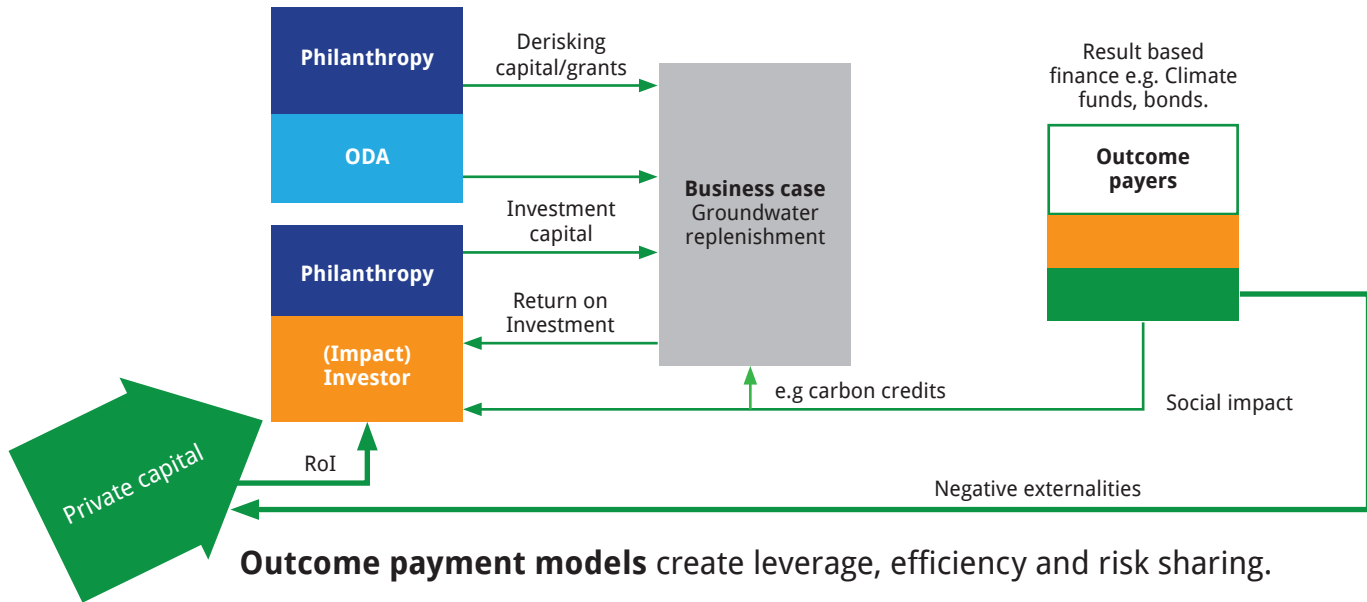 Philanthropy
ODA
Derisking
capital/grants
Philanthropy
(Impact)
Investor
Investment
capital
Return on
Investment
Business case
Groundwater
replenishment
Result based
finance e.g. Climate
funds, bonds.
Outcome
payers
e.g carbon credits
Social impact
Private capital
RoI
Negative externalities
Outcome payment models create leverage, efficiency and risk sharing.